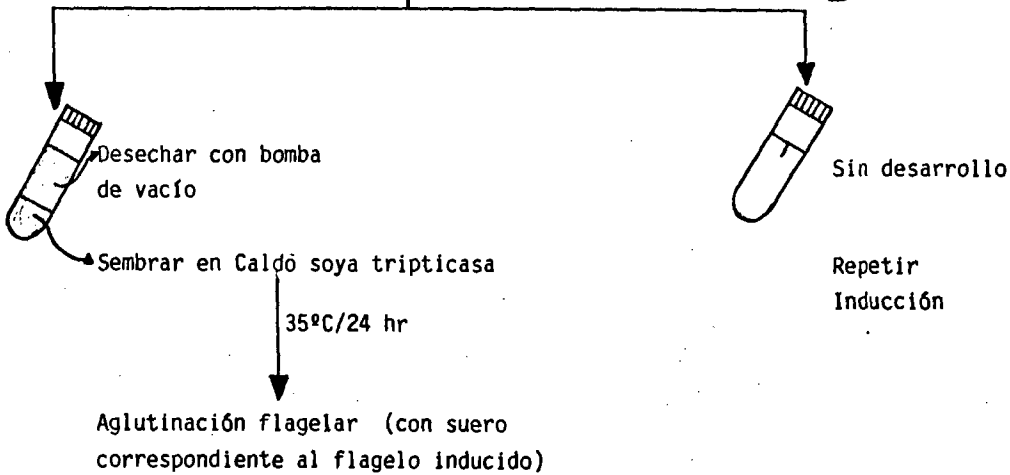 Desechar con bomba
de vacío
Sin desarrollo
Sembrar en Caldo soya tripticasa
Repetir
Inducción
35ºC/24 hr
Aglutinación flagelar (con suero
correspondiente al flagelo inducido)